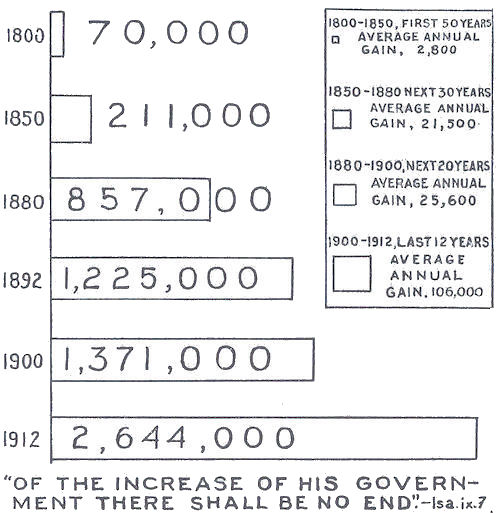 1800 70,000
1850 211,000
1880 857,000
1892 1,225,000
1900 1,371,000
1912 2,644,000
1800-1850, FIRST 50 YEARS
AVERAGE ANNUAL
GAIN, 2,800
1850-1880 NEXT 30 YEARS
AVERAGE ANNUAL
GAIN, 21,500
1880-1900, NEXT 20 YEARS
AVERAGE ANNUAL
GAIN, 25,600
1900-1912, LAST 12 YEARS
AVERAGE
ANNUAL
GAIN, 106,000
"OF THE INCREASE OF HIS GOVERN-
MENT THERE SHALL BE NO END".-Isa.ix.7.